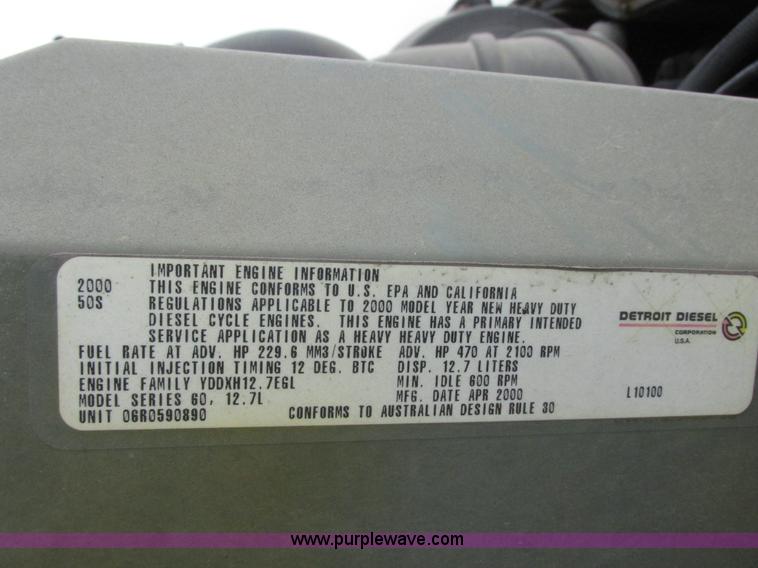 IMPORTANT ENGINE INFORMATION
2000 THIS ENGINE CONFORMS TO U.S. EPA AND CALIFORNIA
50S REGULATIONS APPLICABLE TO 2000 MODEL YEAR NEW HEAVY DUTY
DIESEL CYCLE ENGINES. THIS ENGINE HAS A PRIMARY INTENDED
SERVICE APPLICATION AS A HEAVY HEAVY DUTY ENGINE.
FUEL RATE AT ADV. HP 229.6 MM3/STROKE ADV. HP 470 AT 2100 RPM
INITIAL INJECTION TIMING 12 DEG. BTC DISP. 12.7 LITERS
ENGINE FAMILY YDDXH12.7EGL MIN. IDLE 600 RPM
MODEL SERIES 60, 12.7L MFG. DATE APR 2000
UNIT 06R0590890 CONFORMS TO AUSTRALIAN DESIGN RULE 30
DETROIT DIESEL
CORPORATION
U.S.A.
L10100
www.purplewave.com